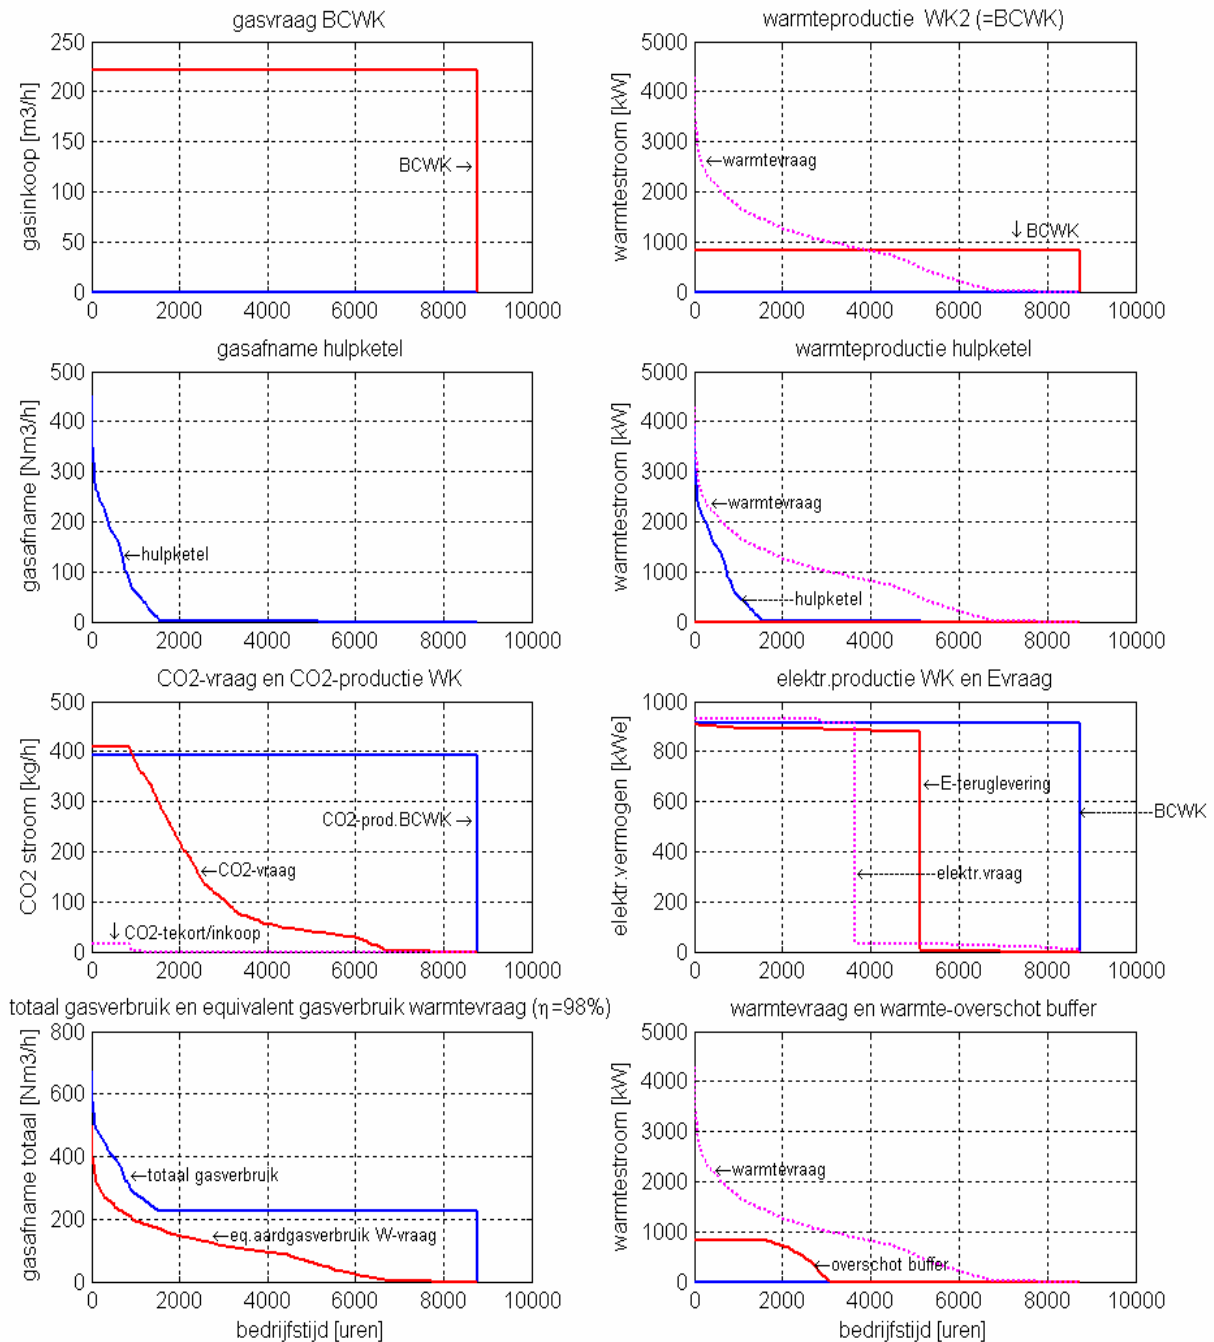 gasvraag BCWK
gasinkoop [m3/h]
250
200
150
100
50
0
BCWK →
0 2000 4000 6000 8000 10000
warmteproductie WK2 (=BCWK)
warmtestroom [kW]
5000
4000
3000
2000
1000
0
←warmtevraag
↓BCWK
0 2000 4000 6000 8000 10000
gasafname hulpketel
gasafname [Nm3/h]
500
400
300
200
100
0
←hulpketel
0 2000 4000 6000 8000 10000
warmteproductie hulpketel
warmtestroom [kW]
5000
4000
3000
2000
1000
0
←warmtevraag
←--------hulpketel
0 2000 4000 6000 8000 10000
CO2-vraag en CO2-productie WK
CO2 stroom [kg/h]
500
400
300
200
100
0
CO2-prod.BCWK →
←CO2-vraag
↓ CO2-tekort/inkoop
0 2000 4000 6000 8000 10000
elektr.productie WK en Evraag
elektr.vermogen [kWe]
1000
800
600
400
200
0
←E-teruglevering
←------------BCWK
←------------elektr.vraag
0 2000 4000 6000 8000 10000
totaal gasverbruik en equivalent gasverbruik warmtevraag (η=98%)
gasafname totaal [Nm3/h]
800
600
400
200
0
←totaal gasverbruik
←eq.aardgasverbruik W-vraag
0 2000 4000 6000 8000 10000
bedrijfstijd [uren]
warmtevraag en warmte-overschot buffer
warmtestroom [kW]
5000
4000
3000
2000
1000
0
←warmtevraag
←overschot buffer
0 2000 4000 6000 8000 10000
bedrijfstijd [uren]